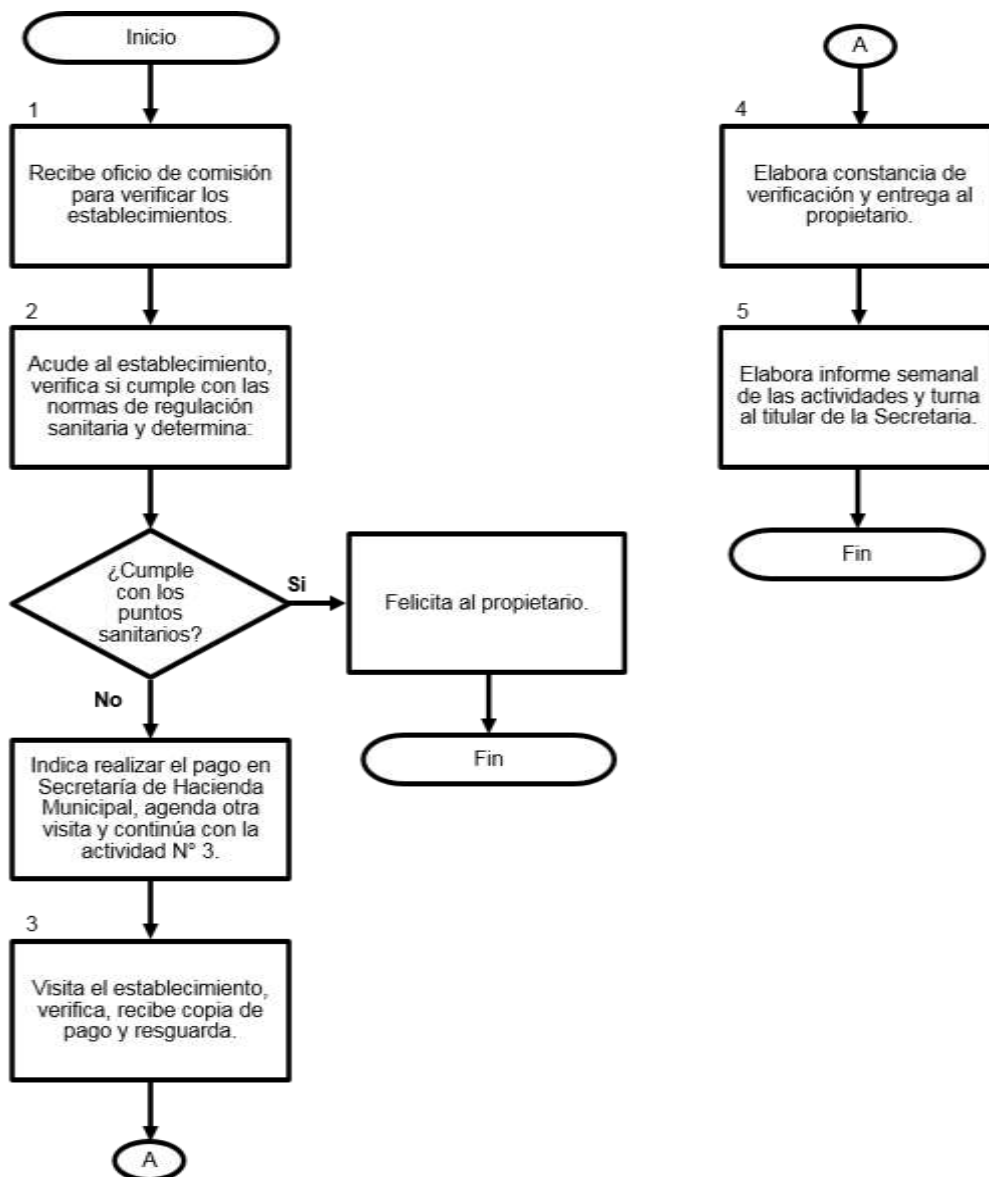 Inicio
1
Recibe oficio de comisión
para verificar los
establecimientos.
2
Acude al establecimiento,
verifica si cumple con las
normas de regulación
sanitaria y determina:
¿Cumple
con los
puntos
sanitarios?
Si
Felicita al propietario.
Fin
No
Indica realizar el pago en
Secretaría de Hacienda
Municipal, agenda otra
visita y continúa con la
actividad N° 3.
3
Visita el establecimiento,
verifica, recibe copia de
pago y resguarda.
A
A
4
Elabora constancia de
verificación y entrega al
propietario.
5
Elabora informe semanal
de las actividades y turna
al titular de la Secretaria.
Fin